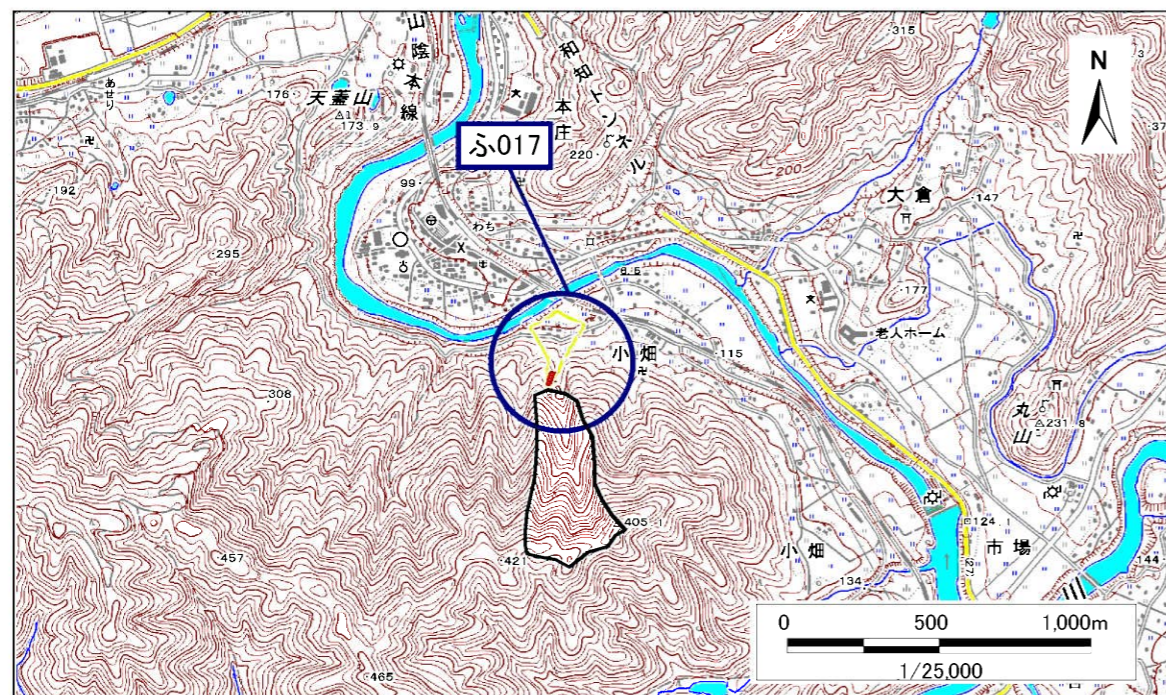 ふ017
N
山陰本線
和知トンネル
本庄
天蓋山
176
173.9
あせり
192
295
99
わち
220
200
315
大倉
147
177
老人ホーム
小畑
115
丸山
231.8
308
405.1
421
457
465
小畑
134
124.1
市場
27
144
0
500
1,000m
1/25,000